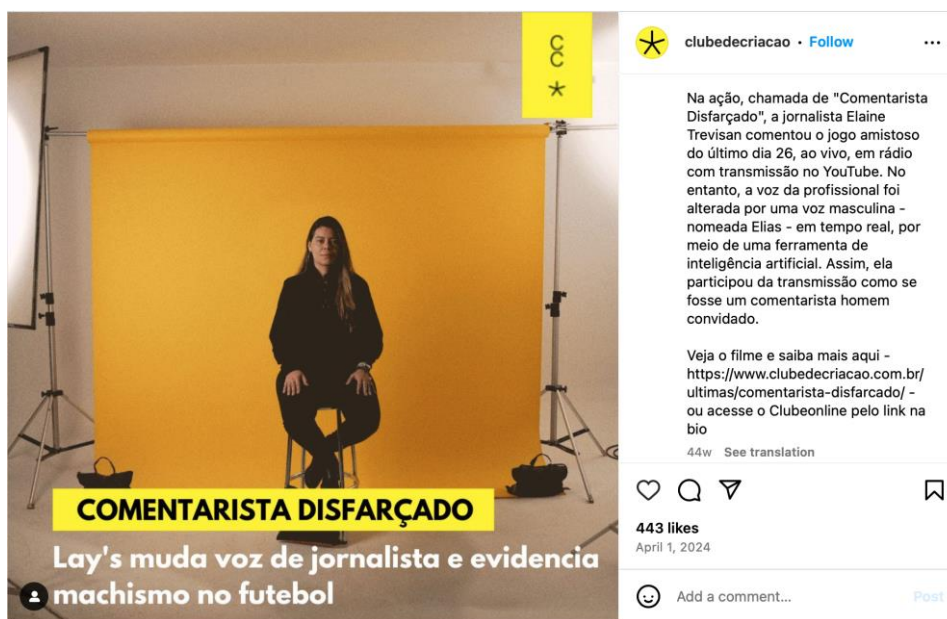 CC
COMENTARISTA DISFARÇADO
Lay's muda voz de jornalista e evidencia
machismo no futebol
clubedecriacao • Follow
Na ação, chamada de "Comentarista
Disfarçado", a jornalista Elaine
Trevisan comentou o jogo amistoso
do último dia 26, ao vivo, em rádio
com transmissão no YouTube. No
entanto, a voz da profissional foi
alterada por uma voz masculina -
nomeada Elias - em tempo real, por
meio de uma ferramenta de
inteligência artificial. Assim, ela
participou da transmissão como se
fosse um comentarista homem
convidado.
Veja o filme e saiba mais aqui -
https://www.clubedecriacao.com.br/
ultimas/comentarista-disfarcado/ -
ou acesse o Clubeonline pelo link na
bio
44w See translation
443 likes
April 1, 2024
Add a comment...
Post